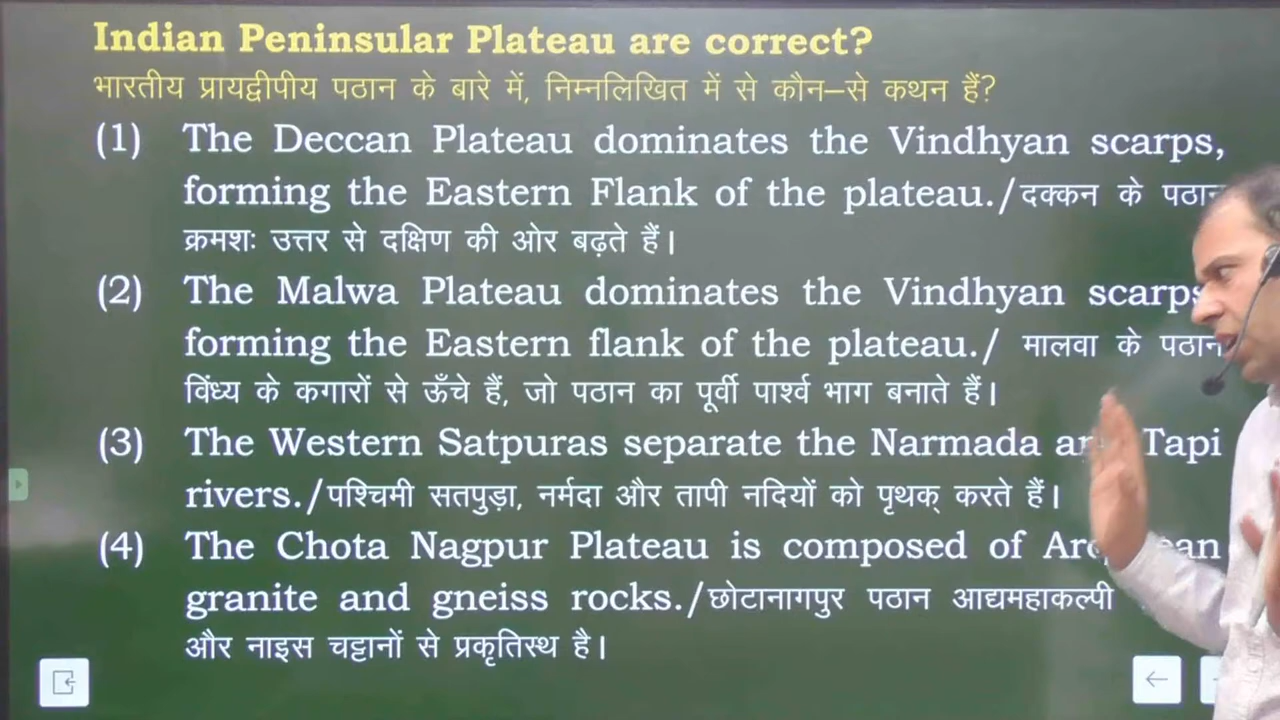 Indian Peninsular Plateau are correct?
भारतीय प्रायद्वीपीय पठान के बारे में, निम्नलिखित में से कौन–से कथन हैं?
(1) The Deccan Plateau dominates the Vindhyan scarps,
forming the Eastern Flank of the plateau./दक्कन के
क्रमशः उत्तर से दक्षिण की ओर बढ़ते हैं।
(2) The Malwa Plateau dominates the Vindhyan scarps
forming the Eastern flank of the plateau./ मालवा के पठान
विंध्य के कगारों से ऊँचे हैं, जो पठान का पूर्वी पार्श्व भाग बनाते हैं।
(3) The Western Satpuras separate the Narmada Tapi
rivers./पश्चिमी सतपुड़ा, नर्मदा और तापी नदियों को पृथक् करते हैं।
(4) The Chota Nagpur Plateau is composed of
granite and gneiss rocks./छोटानागपुर पठान आद्यमहाकल्पी
और नाइस चट्टानों से प्रकृतिस्थ है।